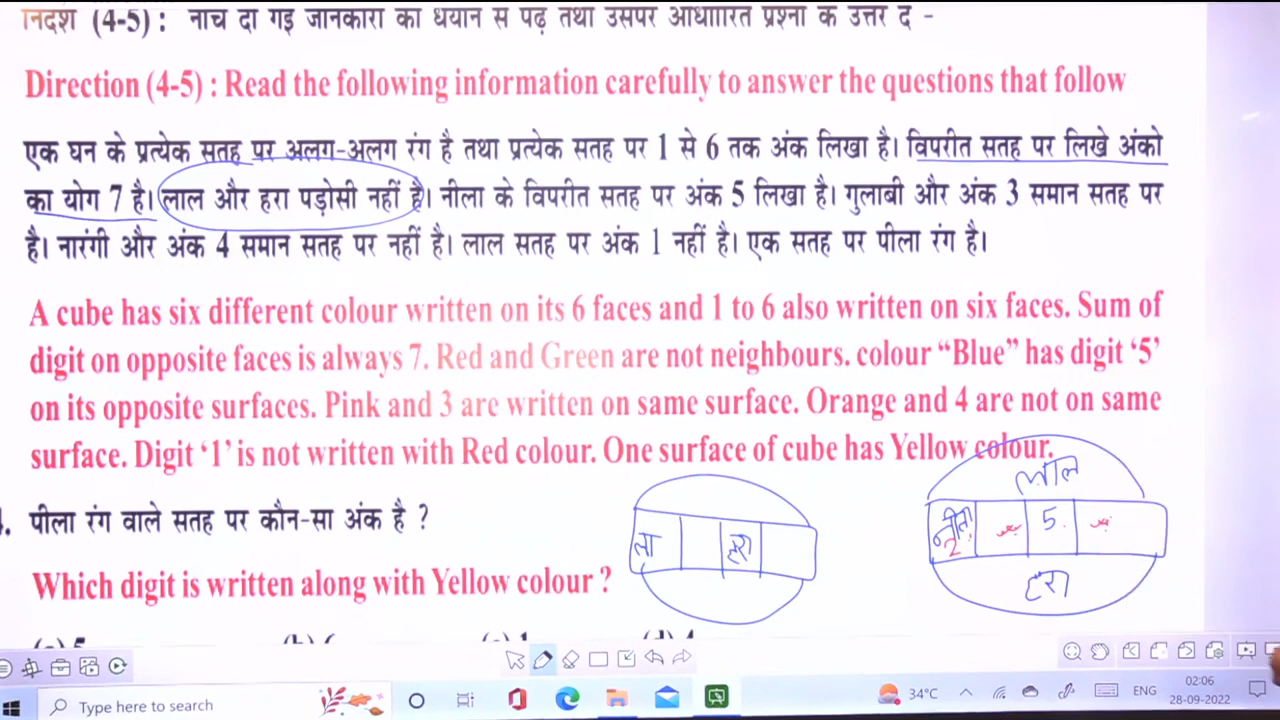 निदश (4-5) : नाच दा गइ जानकारा का धयान स पढ़ तथा उसपर आधाारित प्रश्ना क उत्तर द -
Direction (4-5) : Read the following information carefully to answer the questions that follow
एक घन के प्रत्येक सतह पर अलग-अलग रंग है तथा प्रत्येक सतह पर 1 से 6 तक अंक लिखा है। विपरीत सतह पर लिखे अंको
का योग 7 है। लाल और हरा पड़ोसी नहीं है। नीला के विपरीत सतह पर अंक 5 लिखा है। गुलाबी और अंक 3 समान सतह पर
है। नारंगी और अंक 4 समान सतह पर नहीं है। लाल सतह पर अंक 1 नहीं है। एक सतह पर पीला रंग है।
A cube has six different colour written on its 6 faces and 1 to 6 also written on six faces. Sum of
digit on opposite faces is always 7. Red and Green are not neighbours. colour “Blue” has digit ‘5’
on its opposite surfaces. Pink and 3 are written on same surface. Orange and 4 are not on same
surface. Digit ‘1’ is not written with Red colour. One surface of cube has Yellow colour.
लाल
. पीला रंग वाले सतह पर कौन-सा अंक है ?
ला हरा
नीला 2 5.
Which digit is written along with Yellow colour ?
हरा
Type here to search
34°C
ENG
02:06
28-09-2022